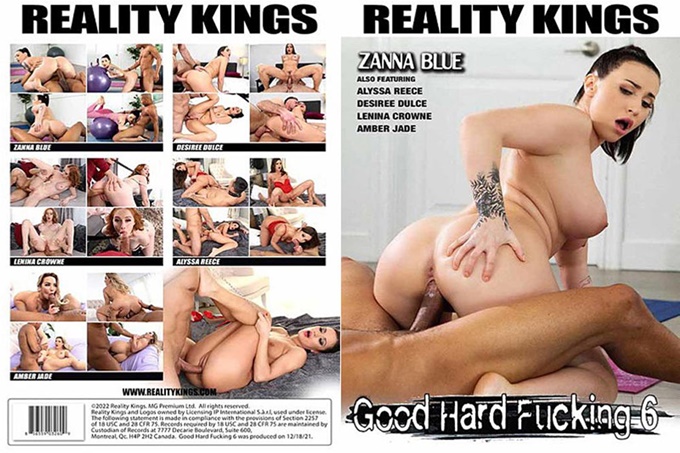 REALITY KINGS
ZANNA BLUE
DESIREE DULCE
LENINA CROWNE
ALYSSA REECE
AMBER JADE
WWW.REALITYKINGS.COM
©2022 Reality Kings. MG Premium Ltd. All rights reserved.
Reality Kings and Logos owned by Licensing IP International S.à.r.l, used under license.
The following statement is made in compliance with the provisions of Section 2257
of 18 USC and 28 CFR 75. Records required by 18 USC and 28 CFR 75 are maintained by
Custodian of Records at 7777 Decarie Boulevard, Suite 600,
Montreal, Qc, H4P 2H2 Canada. Good Hard Fucking 6 was produced on 12/18/21.
REALITY KINGS
ZANNA BLUE
ALSO FEATURING
ALYSSA REECE
DESIREE DULCE
LENINA CROWNE
AMBER JADE
Good Hard Fucking 6